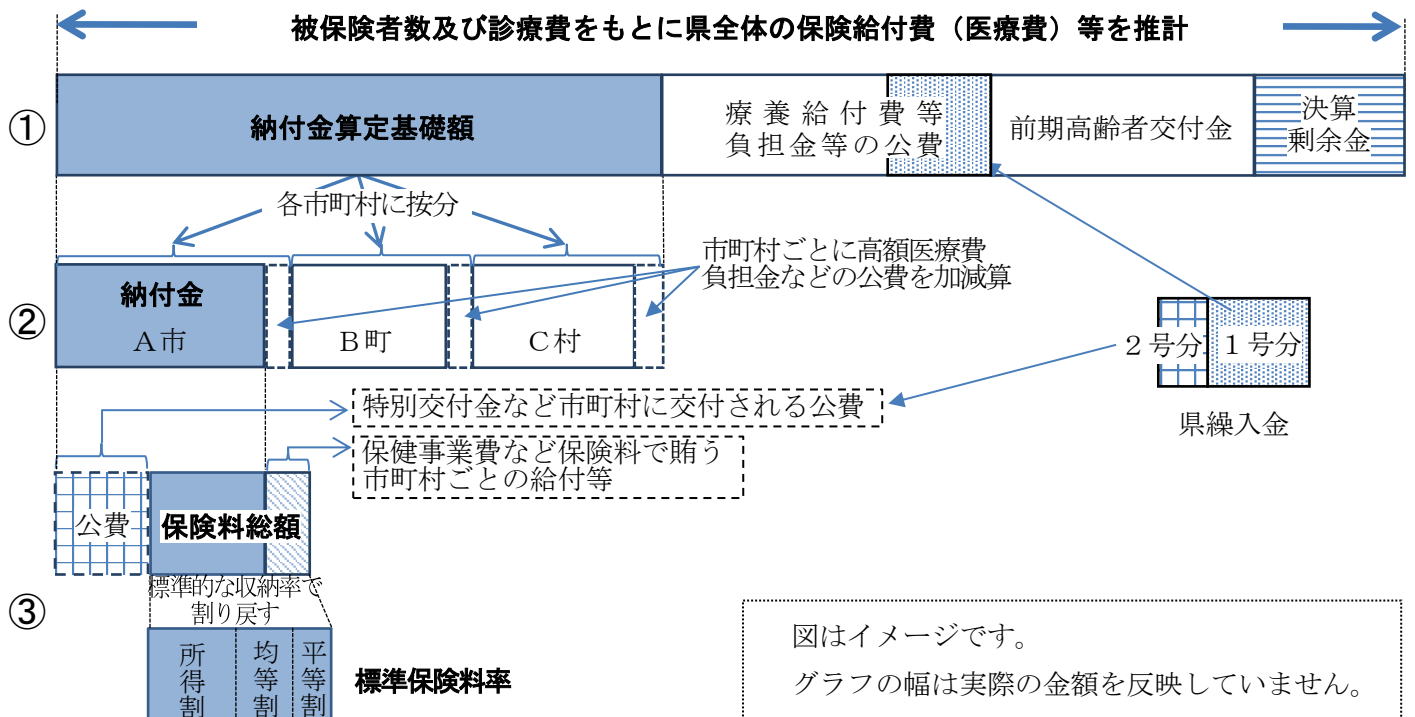 被保険者数及び診療費をもとに県全体の保険給付費(医療費)等を推計
①
納付金算定基礎額
療養給付費等
負担金等の公費
前期高齢者交付金
決算
剰余金
各市町村に按分
市町村ごとに高額医療費
負担金などの公費を加減算
②
納付金
A市
B町
C村
2号分
1号分
県繰入金
特別交付金など市町村に交付される公費
保健事業費など保険料で賄う
市町村ごとの給付等
公費
保険料総額
標準的な収納率で
割り戻す
③
所得割
均等割
平等割
標準保険料率
図はイメージです。
グラフの幅は実際の金額を反映していません。